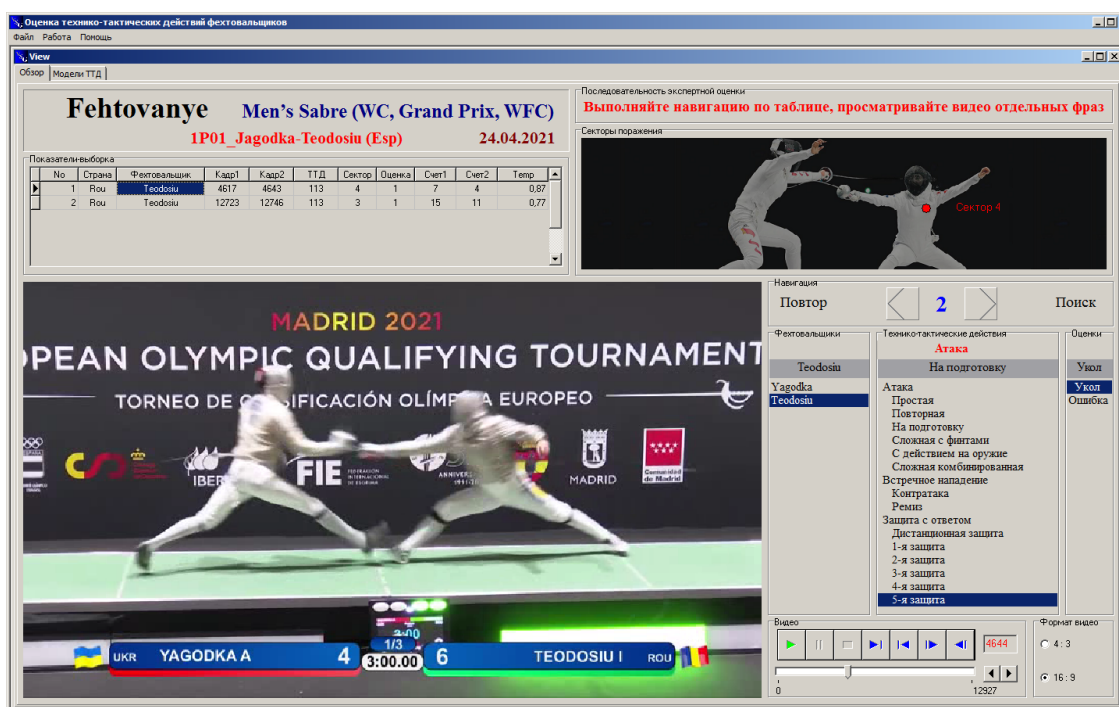 Оценка технико-тактических действий фехтовальщиков
Файл Работа Помощь
View
Обзор Модели ТТД
Fehtovanye Men's Sabre (WC, Grand Prix, WFC)
1P01_Jagodka-Teodosiu (Esp) 24.04.2021
Последовательность экспертной оценки
Выполняйте навигацию по таблице, просматривайте видео отдельных фраз
Показатели-выборка
No Страна Фехтовальщик Кадр1 Кадр2 ТТД Сектор Оценка Счет1 Счет2 Temp
1 Rou Teodosiu 4617 4643 113 4 1 7 4 0,87
2 Rou Teodosiu 12723 12746 113 3 1 15 11 0,77
Секторы поражения
Сектор 4
MADRID 2021
OPEAN OLYMPIC QUALIFYING TOURNAMENT
EUROPEO
FIE
MADRID
Comunidad
de Madrid
1/3
UKR YAGODKA A 4 3:00.00 6 TEODOSIU I ROU
Навигация
Повтор 2 Поиск
Фехтовальщики
Teodosiu
Yagodka
Teodosiu
Технико-тактические действия
Атака
На подготовку
Атака
Простая
Повторная
На подготовку
Сложная с финтами
С действием на оружие
Сложная комбинированная
Встречное нападение
Контратака
Ремиз
Защита с ответом
Дистанционная защита
1-я защита
2-я защита
3-я защита
4-я защита
5-я защита
Оценки
Укол
Укол
Ошибка
Видео
4644
0 12927
Формат видео
4 : 3
16 : 9